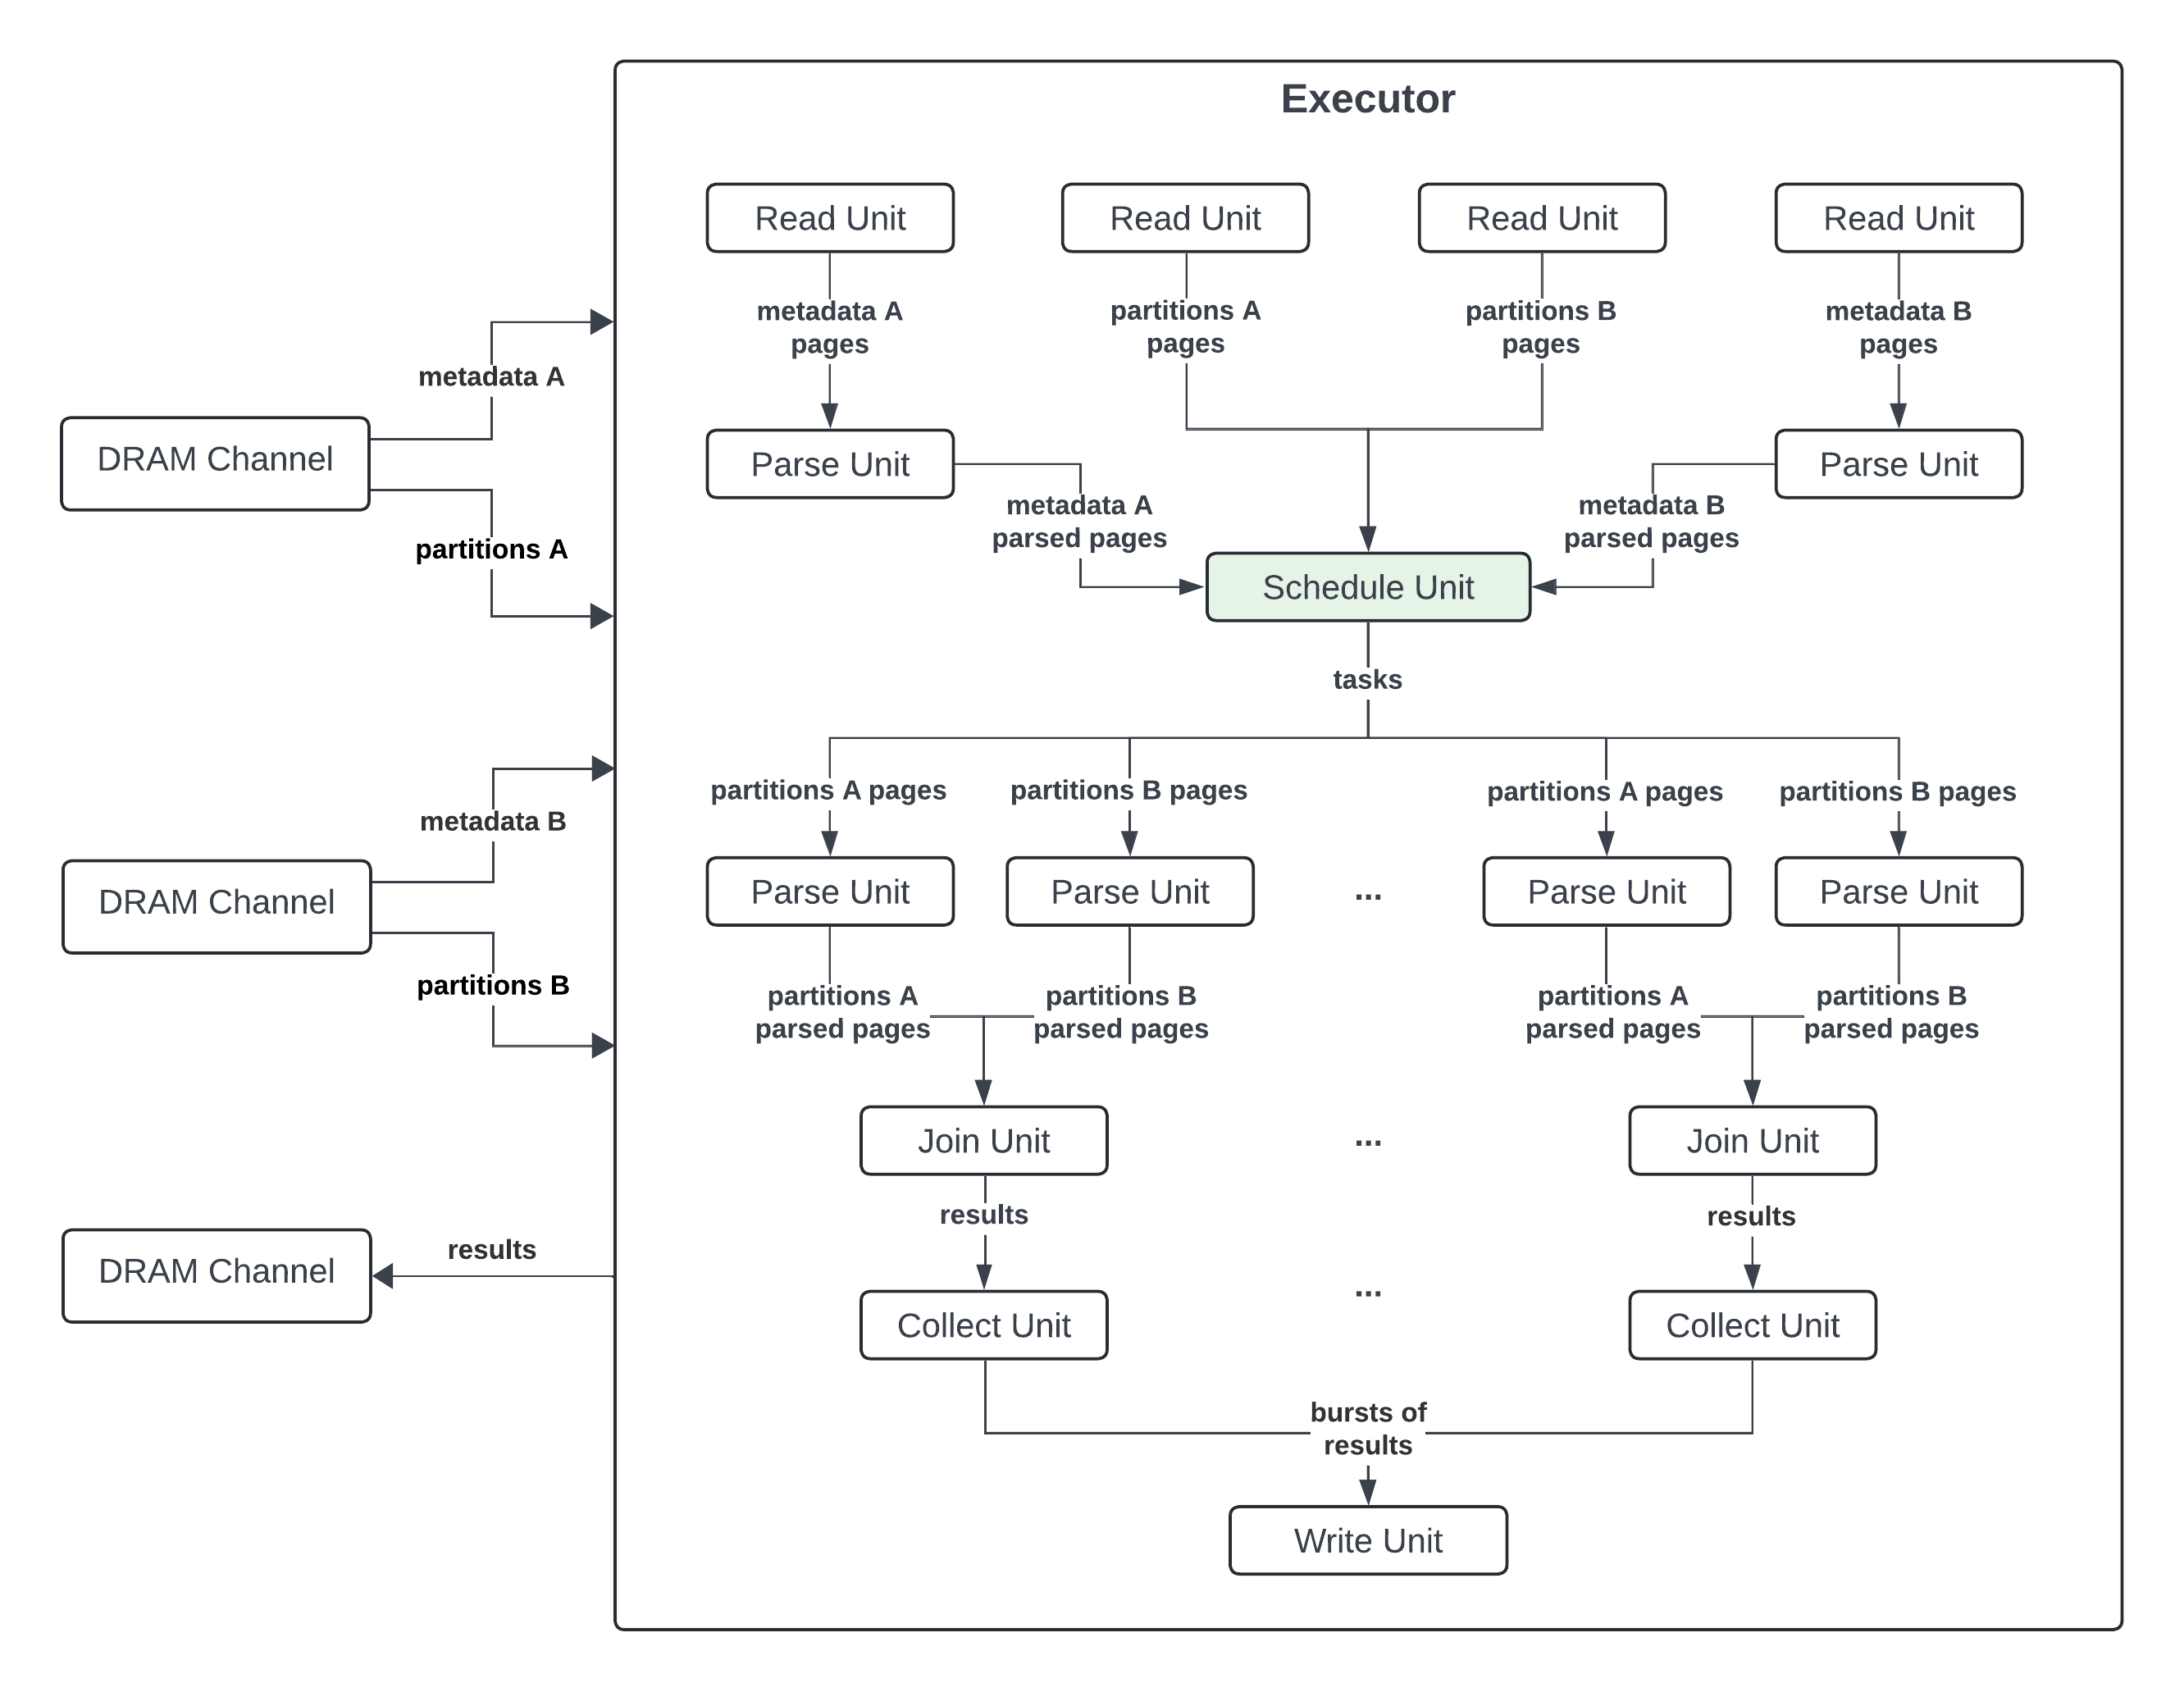 Executor
Read Unit
Read Unit
Read Unit
Read Unit
metadata A
pages
partitions A
pages
partitions B
pages
metadata B
pages
metadata A
DRAM Channel
partitions A
Parse Unit
Parse Unit
metadata A
parsed pages
metadata B
parsed pages
Schedule Unit
tasks
metadata B
DRAM Channel
partitions B
partitions A pages
partitions B pages
partitions A pages
partitions B pages
Parse Unit
Parse Unit
...
Parse Unit
Parse Unit
partitions A
parsed pages
partitions B
parsed pages
partitions A
parsed pages
partitions B
parsed pages
Join Unit
...
Join Unit
results
results
results
DRAM Channel
Collect Unit
...
Collect Unit
bursts of
results
Write Unit